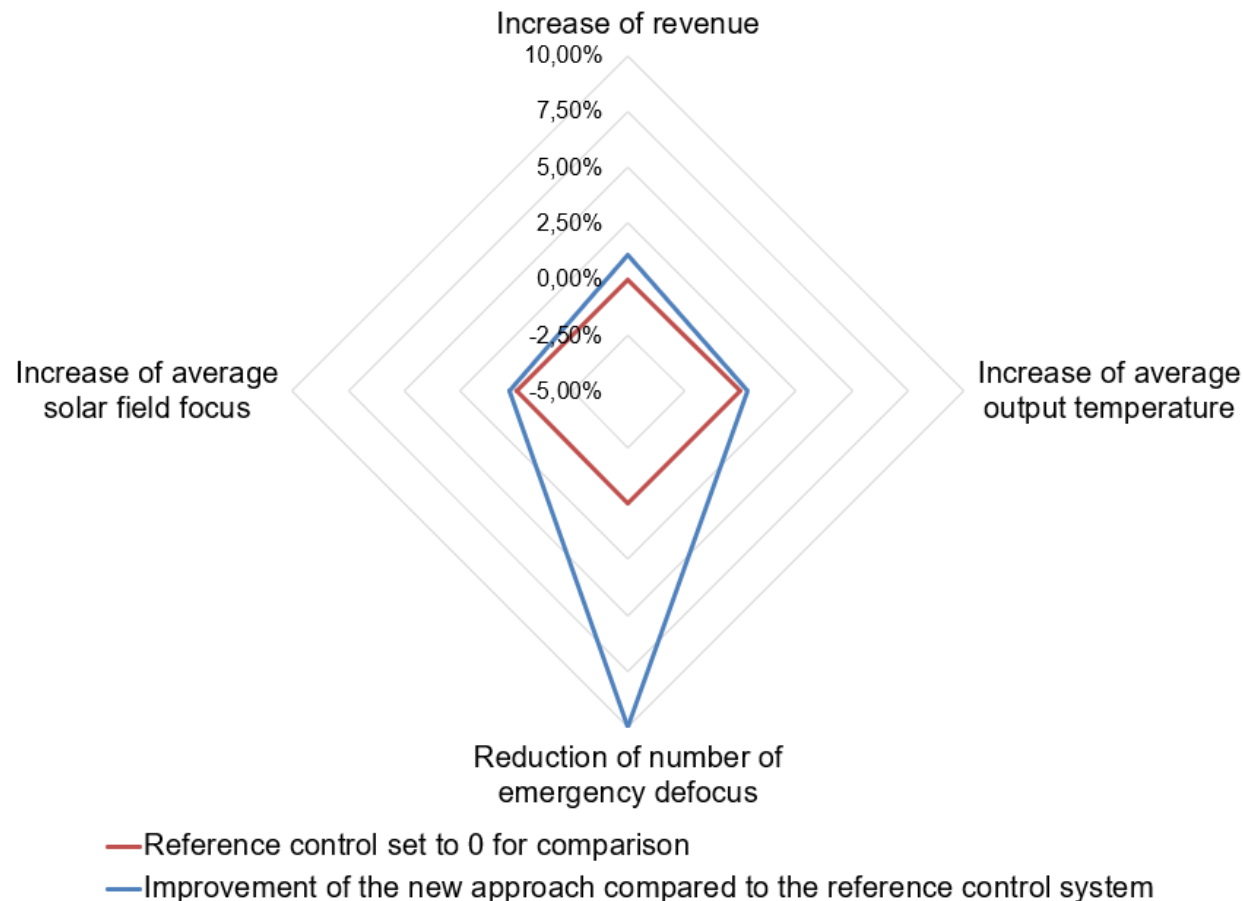 Increase of revenue
10,00%
7,50%
5,00%
2,50%
0,00%
-2,50%
-5,00%
Increase of average
solar field focus
Increase of average
output temperature
Reduction of number of
emergency defocus
Reference control set to 0 for comparison
Improvement of the new approach compared to the reference control system